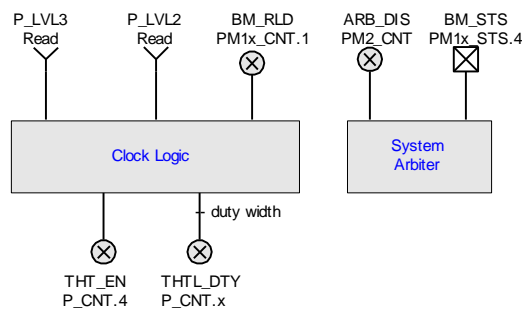 P_LVL3
Read
P_LVL2
Read
BM_RLD
PM1x_CNT.1
ARB_DIS
PM2_CNT
BM_STS
PM1x_STS.4
Clock Logic
System
Arbiter
duty width
THT_EN
P_CNT.4
THTL_DTY
P_CNT.x